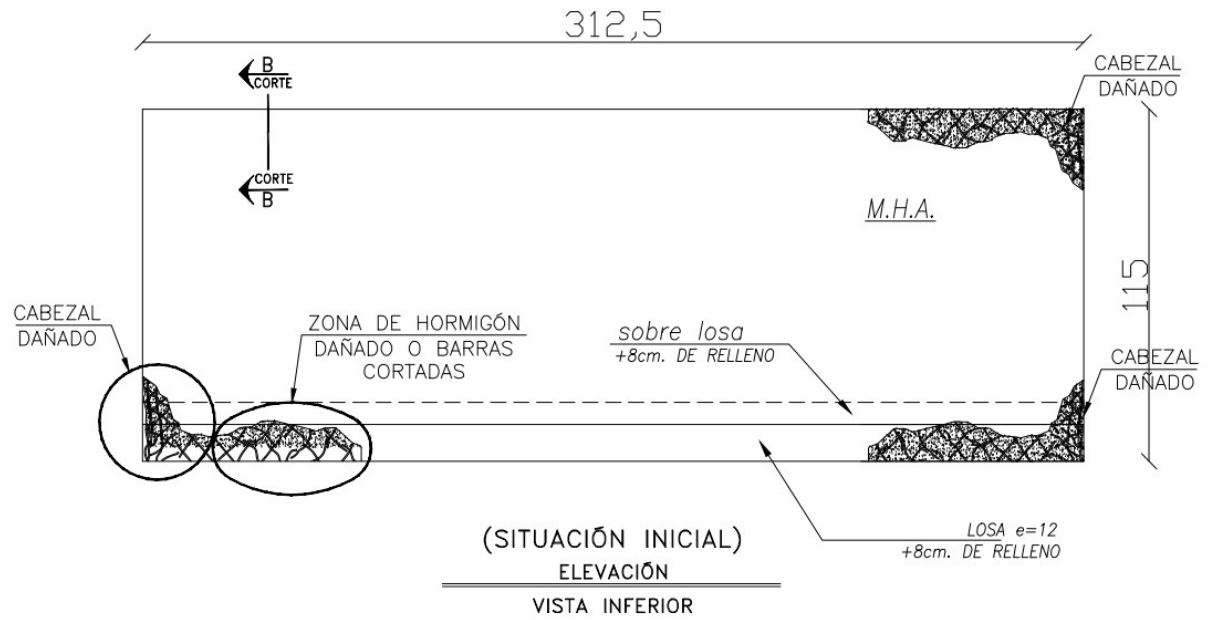 312,5
B
CORTE
CORTE
B
CABEZAL
DAÑADO
M.H.A.
115
CABEZAL
DAÑADO
ZONA DE HORMIGÓN
DAÑADO O BARRAS
CORTADAS
sobre losa
+8cm. DE RELLENO
CABEZAL
DAÑADO
LOSA e=12
+8cm. DE RELLENO
(SITUACIÓN INICIAL)
ELEVACIÓN
VISTA INFERIOR